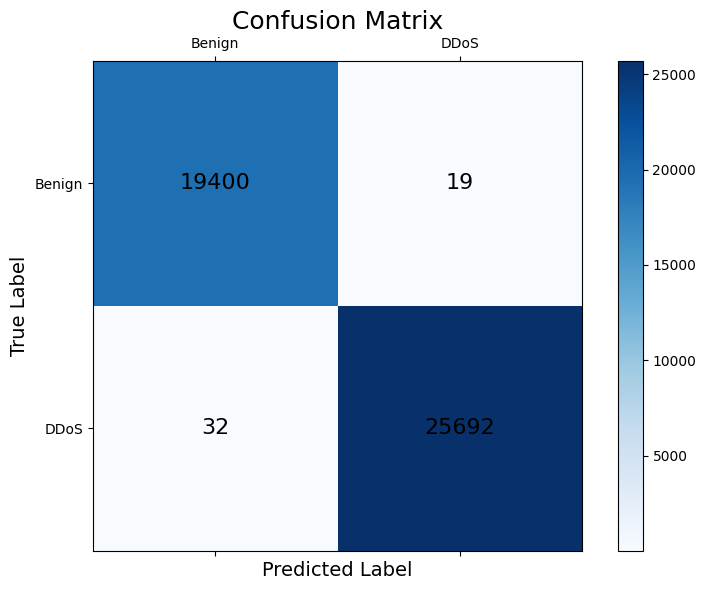 Confusion Matrix
Benign DDoS
Benign 19400 19
DDoS 32 25692
True Label
Predicted Label
25000
20000
15000
10000
5000